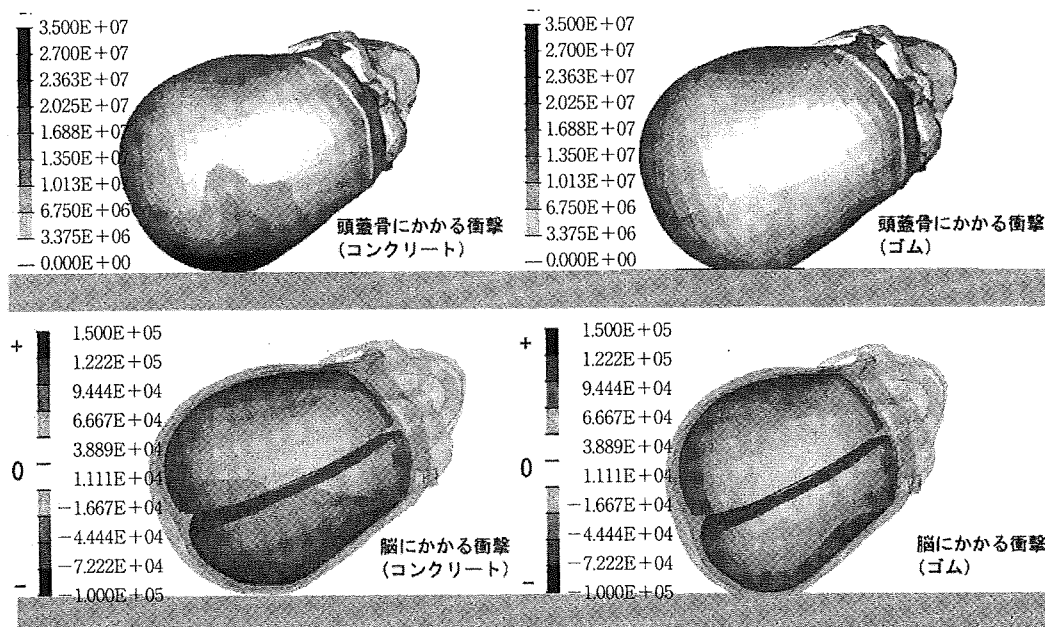 3.500E+07
2.700E+07
2.363E+07
2.025E+07
1.688E+07
1.350E+07
1.013E+07
6.750E+06
3.375E+06
0.000E+00
頭蓋骨にかかる衝撃
(コンクリート)
3.500E+07
2.700E+07
2.363E+07
2.025E+07
1.688E+07
1.350E+07
1.013E+07
6.750E+06
3.375E+06
0.000E+00
頭蓋骨にかかる衝撃
(ゴム)
+
0
−
1.500E+05
1.222E+05
9.444E+04
6.667E+04
3.889E+04
1.111E+04
−1.667E+04
−4.444E+04
−7.222E+04
−1.000E+05
脳にかかる衝撃
(コンクリート)
+
0
−
1.500E+05
1.222E+05
9.444E+04
6.667E+04
3.889E+04
1.111E+04
−1.667E+04
−4.444E+04
−7.222E+04
−1.000E+05
脳にかかる衝撃
(ゴム)